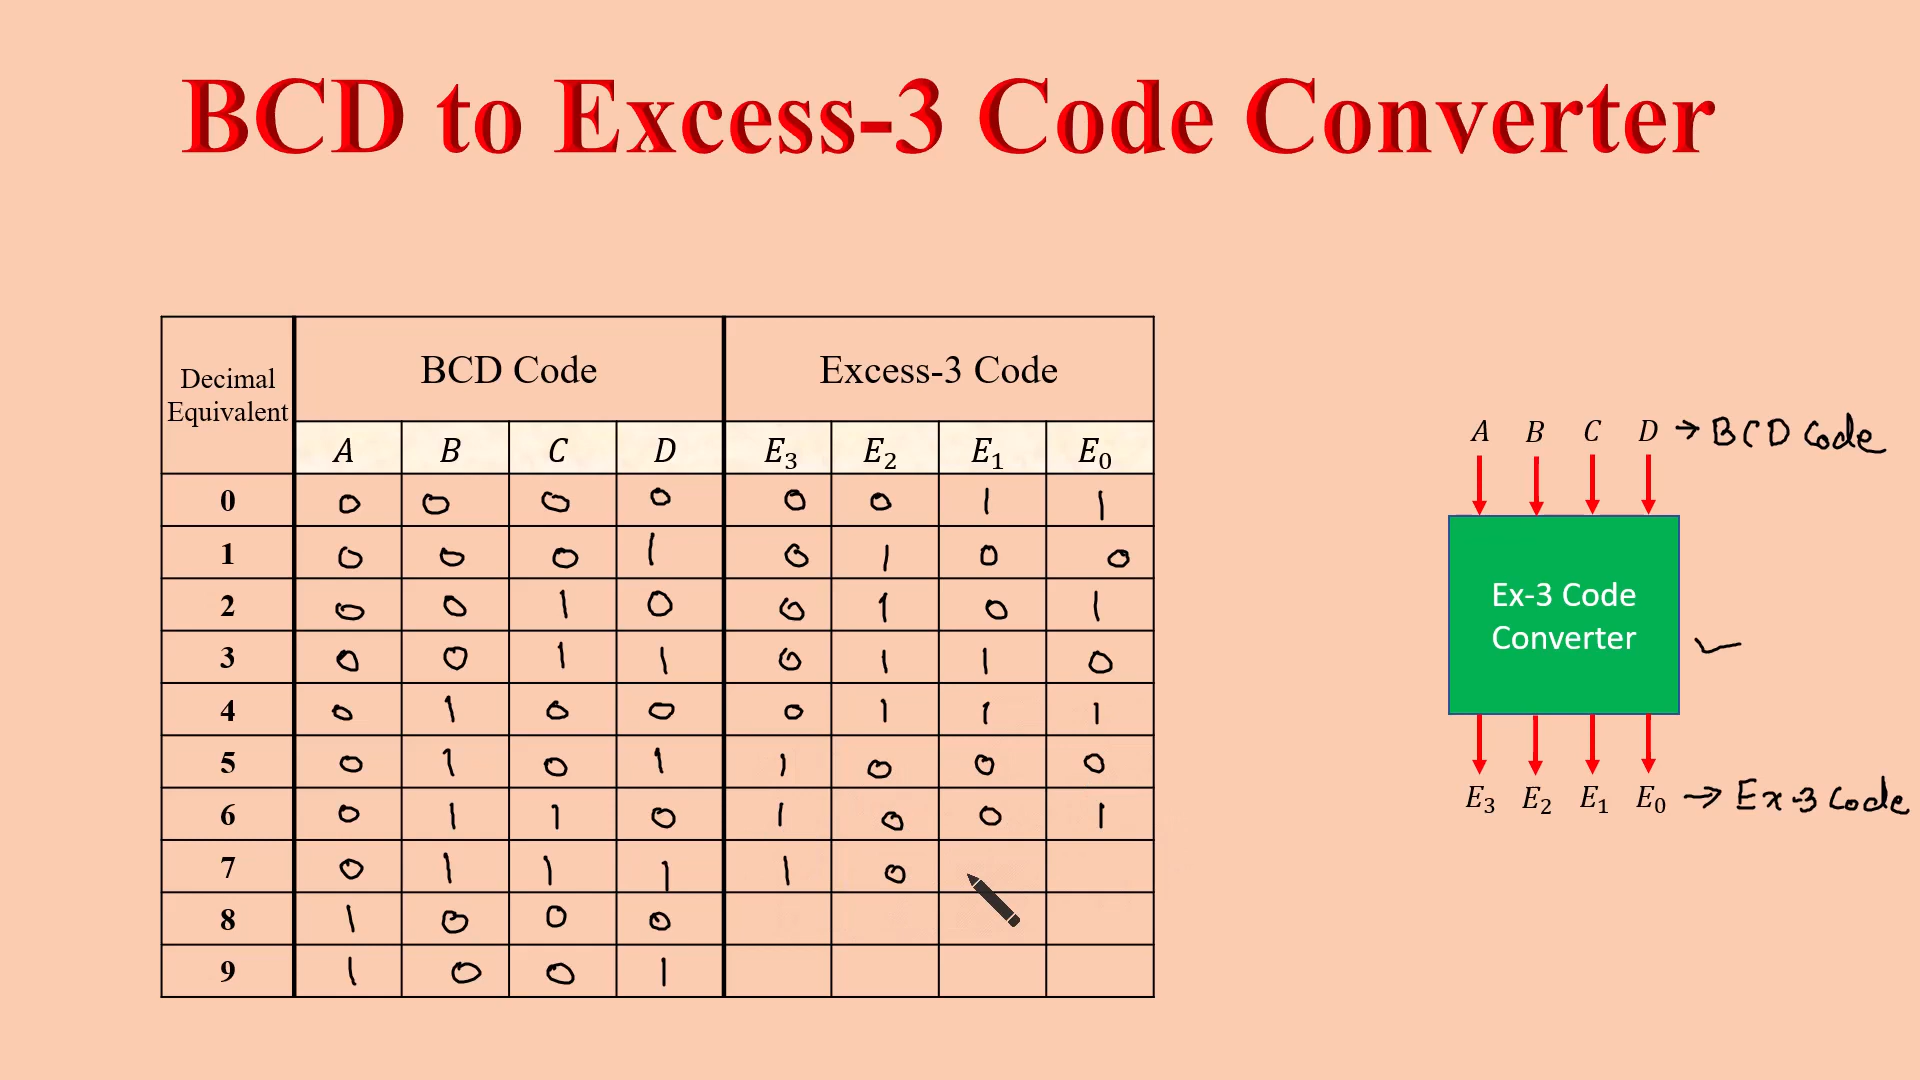 BCD to Excess-3 Code Converter
Decimal Equivalent BCD Code Excess-3 Code
A B C D E3 E2 E1 E0
0 0 0 0 0 0 0 1 1
1 0 0 0 1 0 1 0 0
2 0 0 1 0 0 1 0 1
3 0 0 1 1 0 1 1 0
4 0 1 0 0 0 1 1 1
5 0 1 0 1 1 0 0 0
6 0 1 1 0 1 0 0 1
7 0 1 1 1 1 0
8 1 0 0 0
9 1 0 0 1
A B C D → BCD Code
Ex-3 Code
Converter
E3 E2 E1 E0 → Ex-3 Code